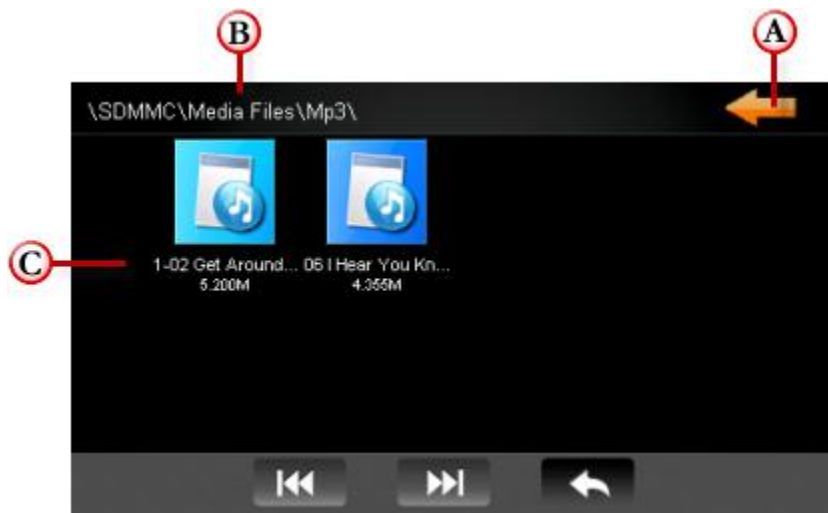 B
A
\SDMMC\Media Files\Mp3\
C
1-02 Get Around... 06 I Hear You Kn...
5.200M 4.355M